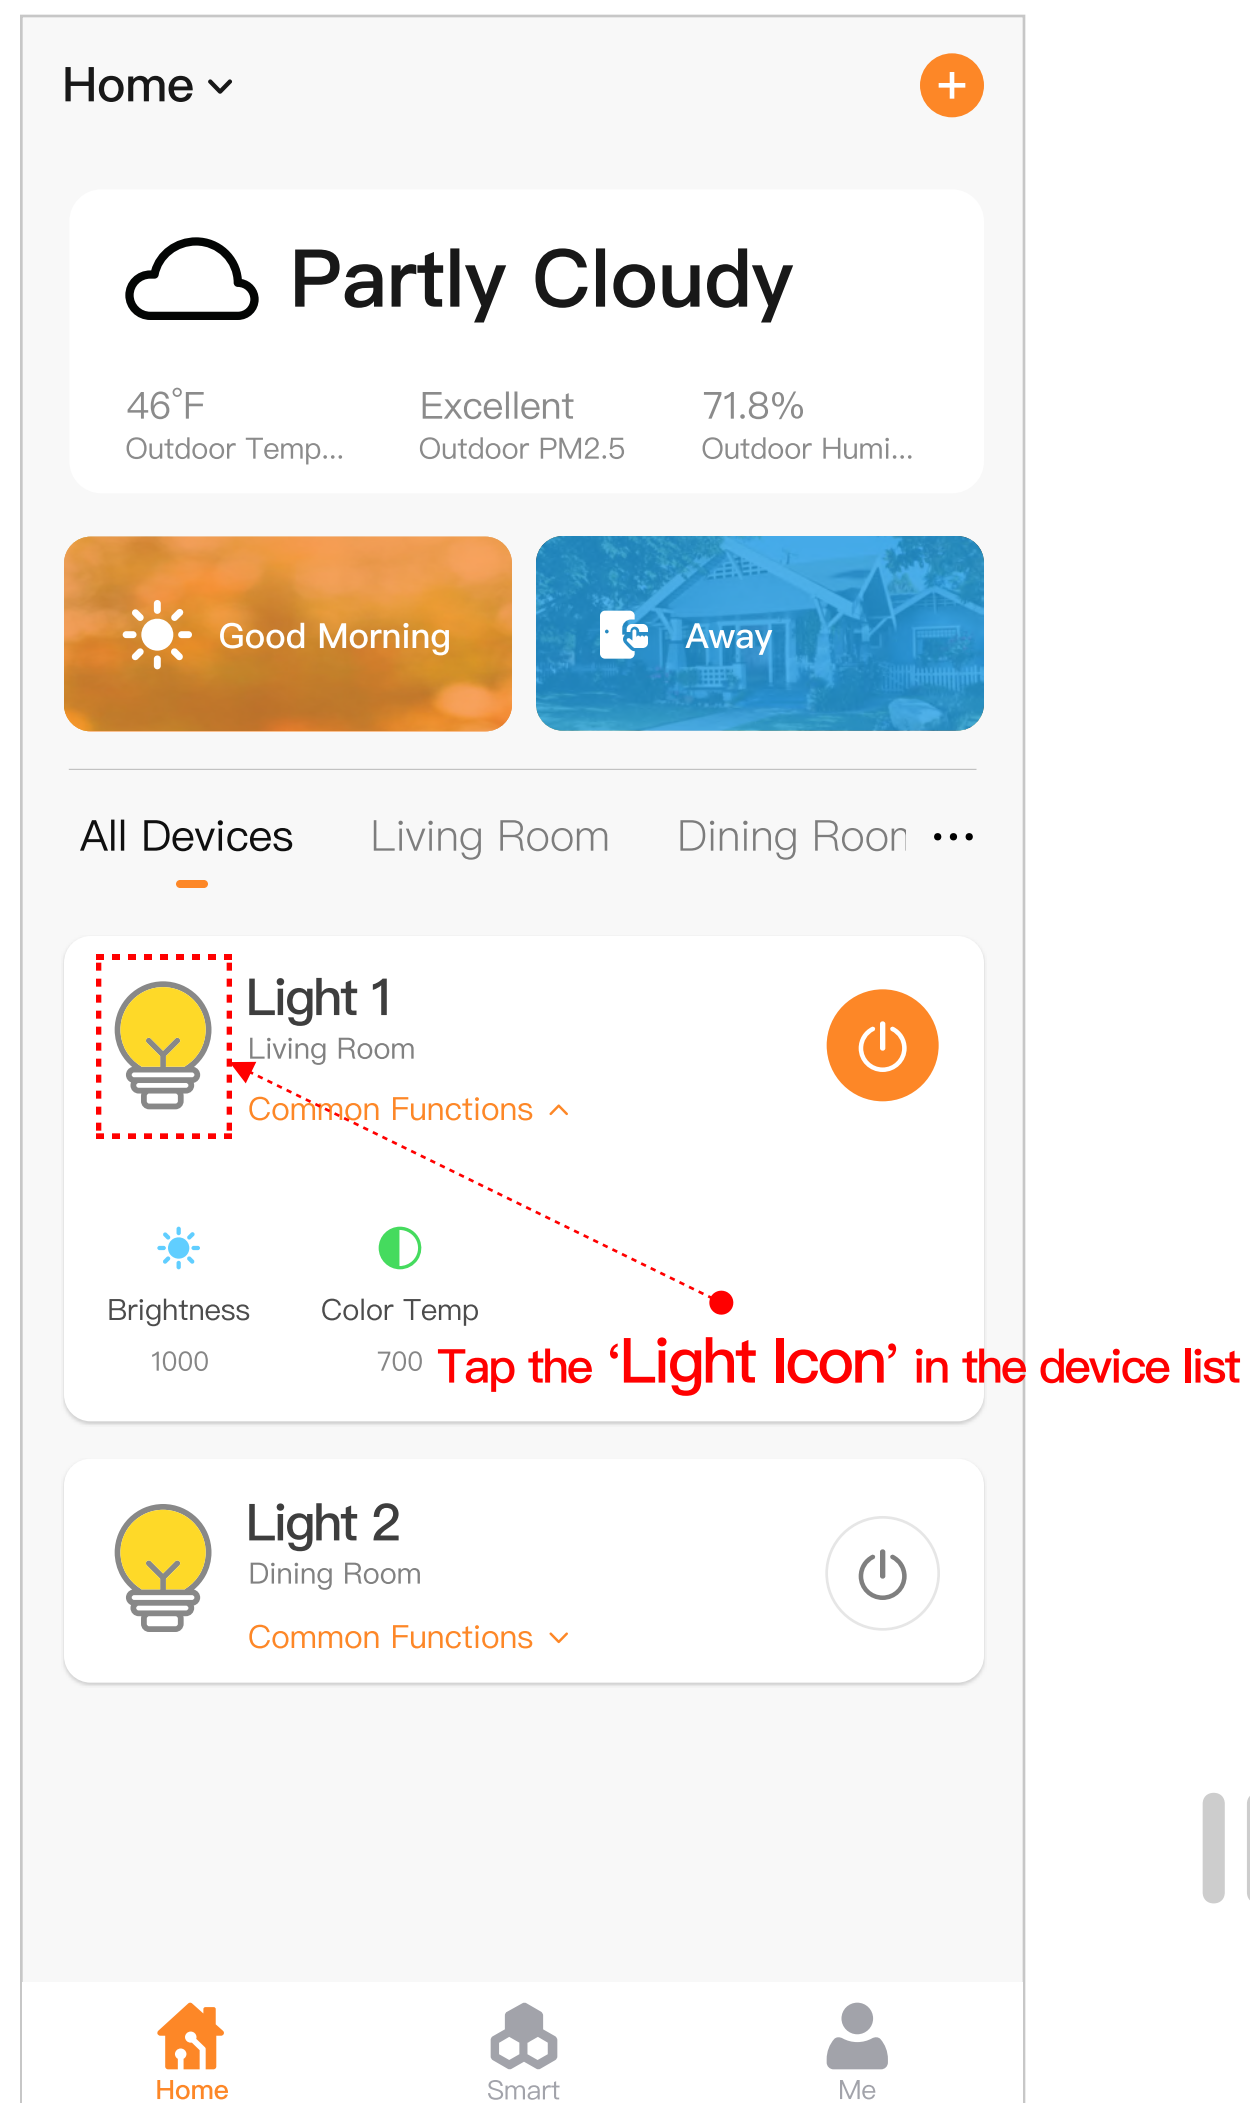 Home
Partly Cloudy
46°F Excellent 71.8%
Outdoor Temp... Outdoor PM2.5 Outdoor Humi...
Good Morning Away
All Devices Living Room Dining Room ...
Light 1
Living Room
Common Functions
Brightness Color Temp
1000 700
Tap the ‘Light Icon’ in the device list
Light 2
Dining Room
Common Functions
Home Smart Me